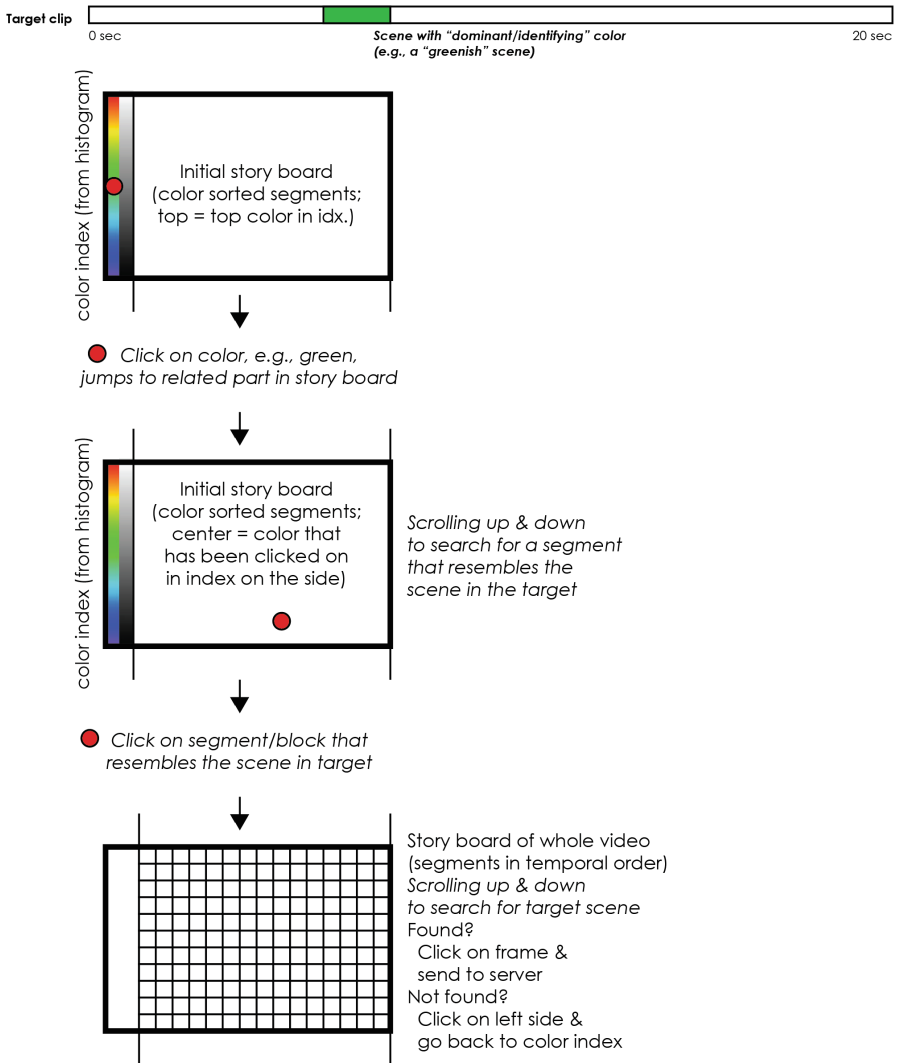 Target clip
0 sec
Scene with “dominant/identifying” color
(e.g., a “greenish” scene)
20 sec
color index (from histogram)
Initial story board
(color sorted segments;
top = top color in idx.)
Click on color, e.g., green,
jumps to related part in story board
color index (from histogram)
Initial story board
(color sorted segments;
center = color that
has been clicked on
in index on the side)
Scrolling up & down
to search for a segment
that resembles the
scene in the target
Click on segment/block that
resembles the scene in target
Story board of whole video
(segments in temporal order)
Scrolling up & down
to search for target scene
Found?
Click on frame &
send to server
Not found?
Click on left side &
go back to color index